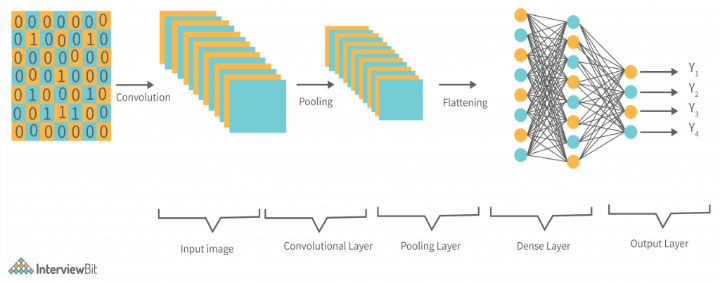 0 0 0 0 0 0 0
0 1 0 0 0 1 0
0 0 0 0 0 0 0
0 0 0 1 0 0 0
0 1 0 0 0 1 0
0 0 1 1 1 0 0
0 0 0 0 0 0 0
Convolution
Pooling
Flattening
Y1
Y2
Y3
Y4
Input image
Convolutional Layer
Pooling Layer
Dense Layer
Output Layer
InterviewBit